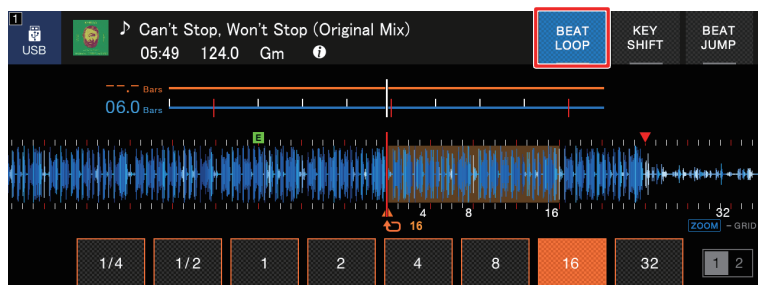 1
USB
♪ Can't Stop, Won't Stop (Original Mix)
05:49 124.0 Gm i
BEAT LOOP
KEY SHIFT
BEAT JUMP
--.- Bars
06.0 Bars
E
4 8 16 32
16
ZOOM - GRID
1/4 1/2 1 2 4 8 16 32 1 2